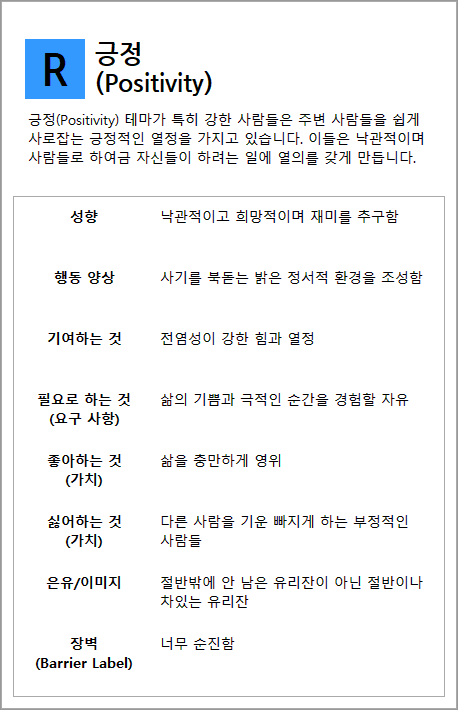 R
긍정
(Positivity)
긍정(Positivity) 테마가 특히 강한 사람들은 주변 사람들을 쉽게
사로잡는 긍정적인 열정을 가지고 있습니다. 이들은 낙관적이며
사람들로 하여금 자신들이 하려는 일에 열의를 갖게 만듭니다.
성향 낙관적이고 희망적이며 재미를 추구함
행동 양상 사기를 북돋는 밝은 정서적 환경을 조성함
기여하는 것 전염성이 강한 힘과 열정
필요로 하는 것 삶의 기쁨과 극적인 순간을 경험할 자유
(요구 사항)
좋아하는 것 삶을 충만하게 영위
(가치)
싫어하는 것 다른 사람을 기운 빠지게 하는 부정적인
(가치) 사람들
은유/이미지 절반밖에 안 남은 유리잔이 아닌 절반이나
차있는 유리잔
장벽 너무 순진함
(Barrier Label)